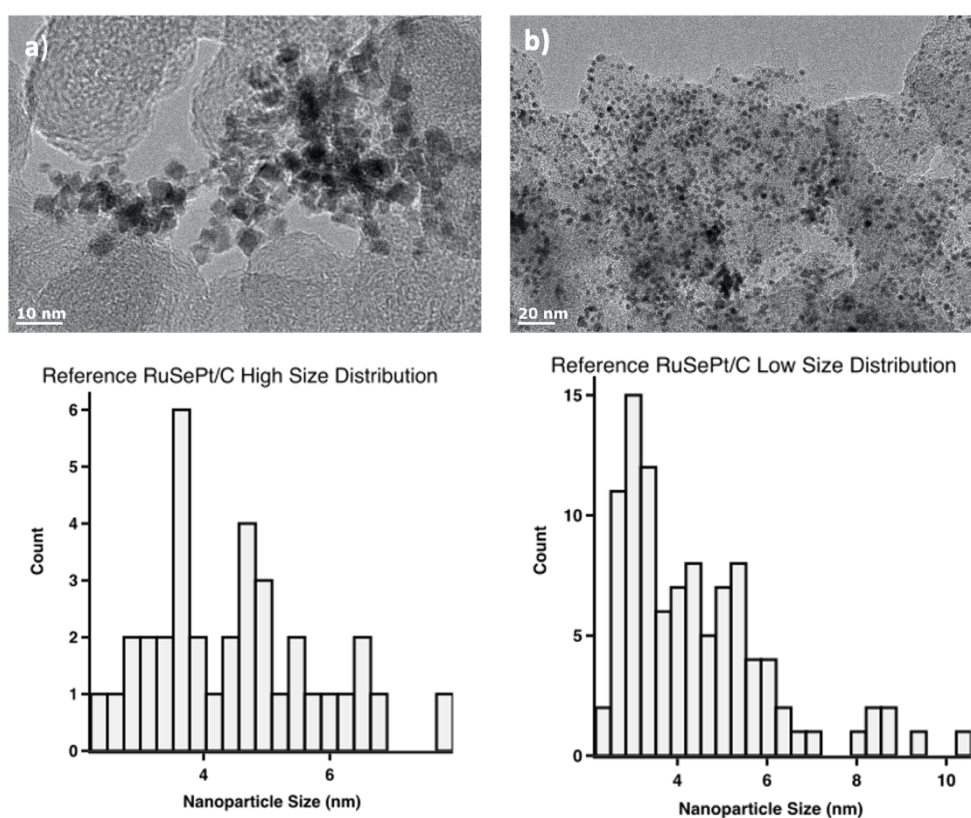 a)
b)
10 nm
20 nm
Reference RuSePt/C High Size Distribution
6
5
4
3
2
1
0
Count
4
6
Nanoparticle Size (nm)
Reference RuSePt/C Low Size Distribution
15
10
5
0
Count
4
6
8
10
Nanoparticle Size (nm)